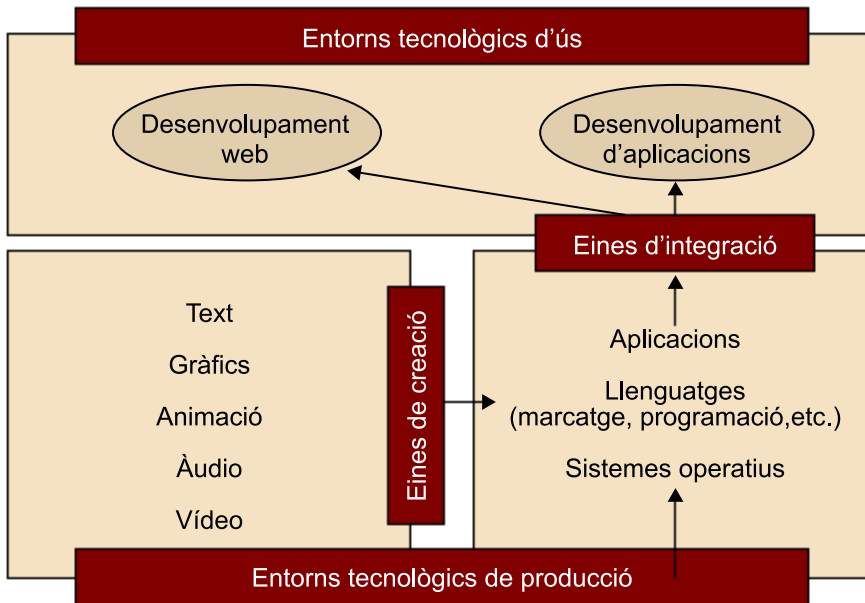 Entorns tecnològics d’ús
Desenvolupament
web
Desenvolupament
d’aplicacions
Eines d’integració
Text
Gràfics
Animació
Àudio
Vídeo
Eines de creació
Aplicacions
Llenguatges
(marcatge, programació,etc.)
Sistemes operatius
Entorns tecnològics de producció